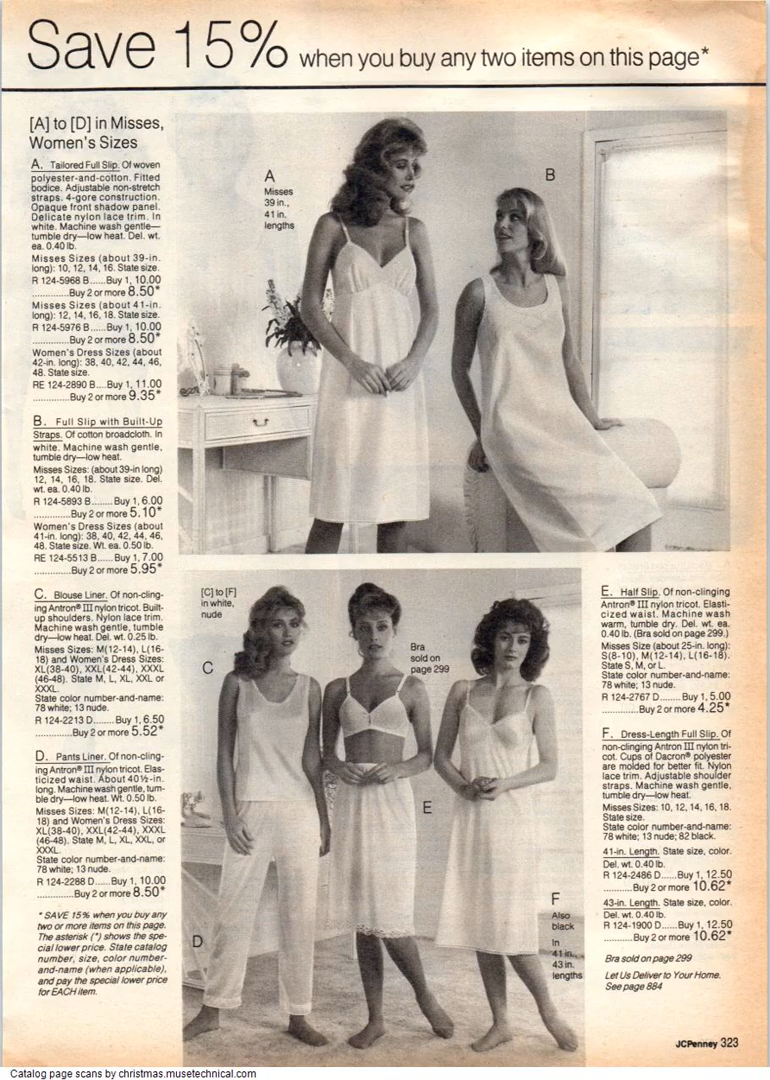 Save 15% when you buy any two items on this page*
[A] to [D] in Misses,
Women's Sizes
A. Tailored Full Slip. Of woven
polyester-and-cotton. Fitted
bodice. Adjustable non-stretch
straps. 4-gore construction.
Opaque front shadow panel.
Delicate nylon lace trim. In
white. Machine wash gentle—
tumble dry—low heat. Del. wt.
ea. 0.40 lb.
Misses Sizes (about 39-in.
long): 10, 12, 14, 16. State size.
R 124-5968 B......Buy 1, 10.00
..............Buy 2 or more 8.50*
Misses Sizes (about 41-in.
long): 12, 14, 16, 18. State size.
R 124-5976 B......Buy 1, 10.00
..............Buy 2 or more 8.50*
Women's Dress Sizes (about
42-in. long): 38, 40, 42, 44, 46,
48. State size.
RE 124-2890 B....Buy 1, 11.00
..............Buy 2 or more 9.35*
B. Full Slip with Built-Up
Straps. Of cotton broadcloth. In
white. Machine wash gentle,
tumble dry—low heat.
Misses Sizes: (about 39-in long)
12, 14, 16, 18. State size. Del.
wt. ea. 0.40 lb.
R 124-5893 B........Buy 1, 6.00
..............Buy 2 or more 5.10*
Women's Dress Sizes (about
41-in. long): 38, 40, 42, 44, 46,
48. State size. Wt. ea. 0.50 lb.
RE 124-5513 B......Buy 1, 7.00
..............Buy 2 or more 5.95*
C. Blouse Liner. Of non-cling-
ing Antron® III nylon tricot. Built-
up shoulders. Nylon lace trim.
Machine wash gentle, tumble
dry—low heat. Del. wt. 0.25 lb.
Misses Sizes: M(12-14), L(16-
18) and Women's Dress Sizes:
XL(38-40), XXL(42-44), XXXL
(46-48). State M, L, XL, XXL or
XXXL.
State color number-and-name:
78 white; 13 nude.
R 124-2213 D........Buy 1, 6.50
..............Buy 2 or more 5.52*
D. Pants Liner. Of non-cling-
ing Antron® III nylon tricot. Elas-
ticized waist. About 40½-in.
long. Machine wash gentle, tum-
ble dry—low heat. Wt. 0.50 lb.
Misses Sizes: M(12-14), L(16-
18) and Women's Dress Sizes:
XL(38-40), XXL(42-44), XXXL
(46-48). State M, L, XL, XXL, or
XXXL.
State color number-and-name:
78 white; 13 nude.
R 124-2288 D......Buy 1, 10.00
..............Buy 2 or more 8.50*
* SAVE 15% when you buy any
two or more items on this page.
The asterisk (*) shows the spe-
cial lower price. State catalog
number, size, color number-
and-name (when applicable),
and pay the special lower price
for EACH item.
A
Misses
39 in.,
41 in.
lengths
B
[C] to [F]
in white,
nude
C
Bra
sold on
page 299
E
D
F
Also
black
In
41 in.,
43 in.
lengths
E. Half Slip. Of non-clinging
Antron® III nylon tricot. Elasti-
cized waist. Machine wash
warm, tumble dry. Del. wt. ea.
0.40 lb. (Bra sold on page 299.)
Misses Size (about 25-in. long):
S(8-10), M(12-14), L(16-18).
State S, M, or L.
State color number-and-name:
78 white; 13 nude.
R 124-2767 D........Buy 1, 5.00
..............Buy 2 or more 4.25*
F. Dress-Length Full Slip. Of
non-clinging Antron III nylon tri-
cot. Cups of Dacron® polyester
are molded for better fit. Nylon
lace trim. Adjustable shoulder
straps. Machine wash gentle,
tumble dry—low heat.
Misses Sizes: 10, 12, 14, 16, 18.
State size.
State color number-and-name:
78 white; 13 nude; 82 black.
41-in. Length. State size, color.
Del. wt. 0.40 lb.
R 124-2486 D......Buy 1, 12.50
...........Buy 2 or more 10.62*
43-in. Length. State size, color.
Del. wt. 0.40 lb.
R 124-1900 D......Buy 1, 12.50
...........Buy 2 or more 10.62*
Bra sold on page 299
Let Us Deliver to Your Home.
See page 884
JCPenney 323
Catalog page scans by christmas.musetechnical.com